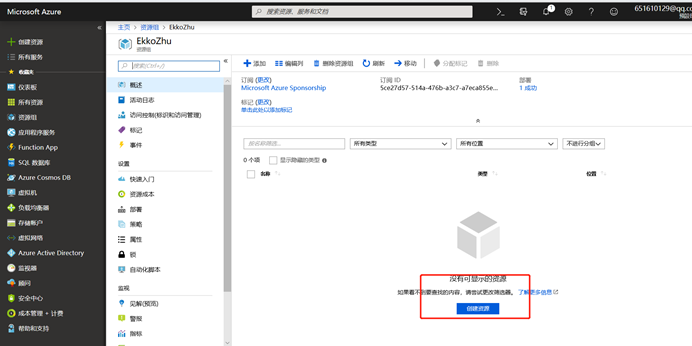 Microsoft Azure
搜索资源、服务和文档
1
651610129@qq.c
主页 > 资源组 > EkkoZhu
EkkoZhu
资源组
创建资源
所有服务
收藏夹
仪表板
所有资源
资源组
应用程序服务
Function App
SQL 数据库
Azure Cosmos DB
虚拟机
负载均衡器
存储帐户
虚拟网络
Azure Active Directory
监视器
顾问
安全中心
成本管理 + 计费
帮助和支持
搜索(Ctrl+/)
概述
活动日志
访问控制(标识和访问管理)
标记
事件
设置
快速入门
资源成本
部署
策略
属性
锁
自动化脚本
监视
见解(预览)
警报
指标
添加 编辑列 删除资源组 刷新 移动 分配标记 删除
订阅 (更改) 订阅 ID 部署
Microsoft Azure Sponsorship 5ce27d57-514a-476b-a3c7-a7eca855e... 1 成功
标记 (更改)
单击此处以添加标记
按名称筛选... 所有类型 所有位置 不进行分组
0 个项 显示隐藏的类型
名称 类型 位置
没有可显示的资源
如果看不到要查找的内容，请尝试更改筛选器。 了解更多信息
创建资源